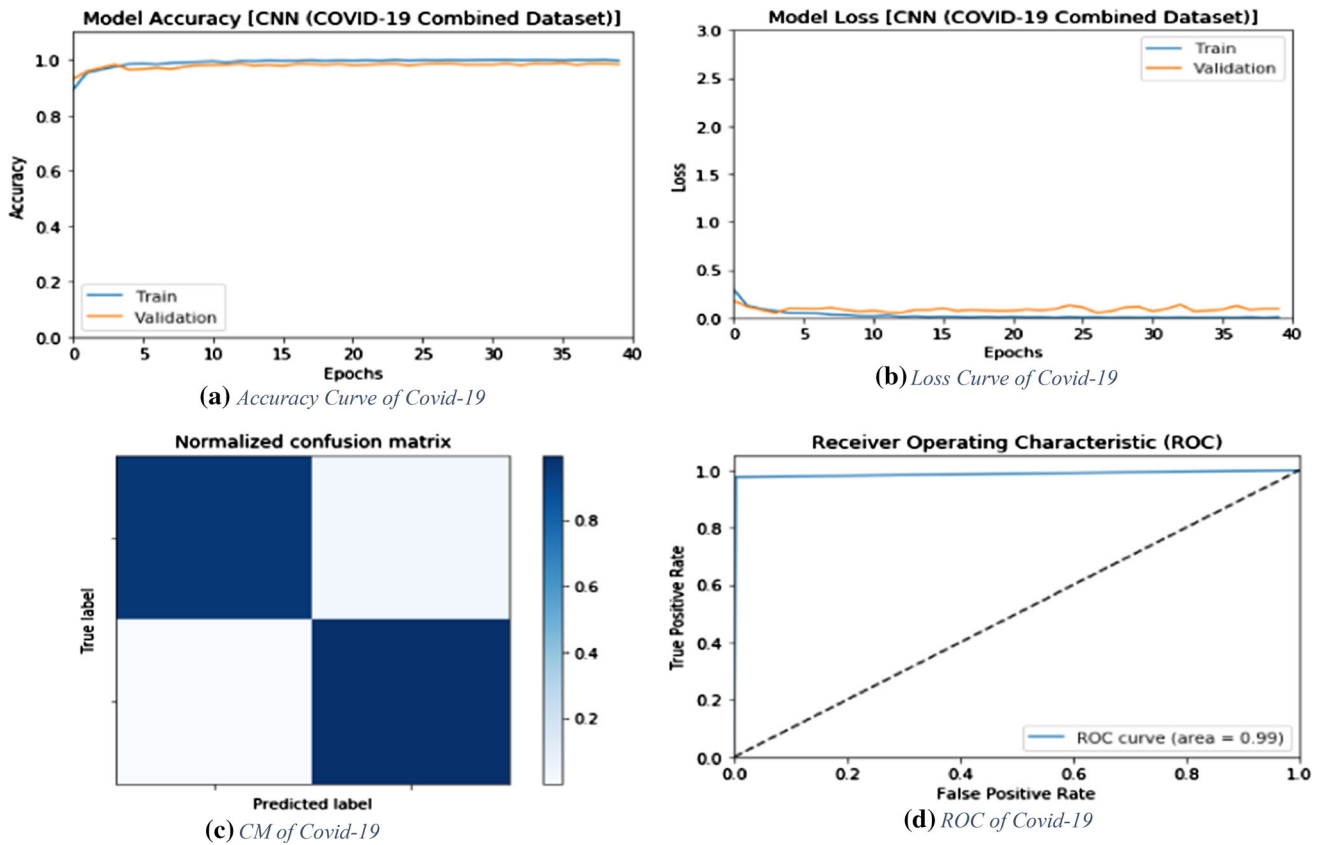 Model Accuracy [CNN (COVID-19 Combined Dataset)]
1.0
0.8
0.6
0.4
0.2
0.0
Accuracy
Train
Validation
0 5 10 15 20 25 30 35 40
Epochs
(a) Accuracy Curve of Covid-19
Model Loss [CNN (COVID-19 Combined Dataset)]
3.0
2.5
2.0
1.5
1.0
0.5
0.0
Loss
Train
Validation
0 5 10 15 20 25 30 35 40
Epochs
(b) Loss Curve of Covid-19
Normalized confusion matrix
True label
Predicted label
0.8
0.6
0.4
0.2
(c) CM of Covid-19
Receiver Operating Characteristic (ROC)
1.0
0.8
0.6
0.4
0.2
0.0
True Positive Rate
ROC curve (area = 0.99)
0.0 0.2 0.4 0.6 0.8 1.0
False Positive Rate
(d) ROC of Covid-19